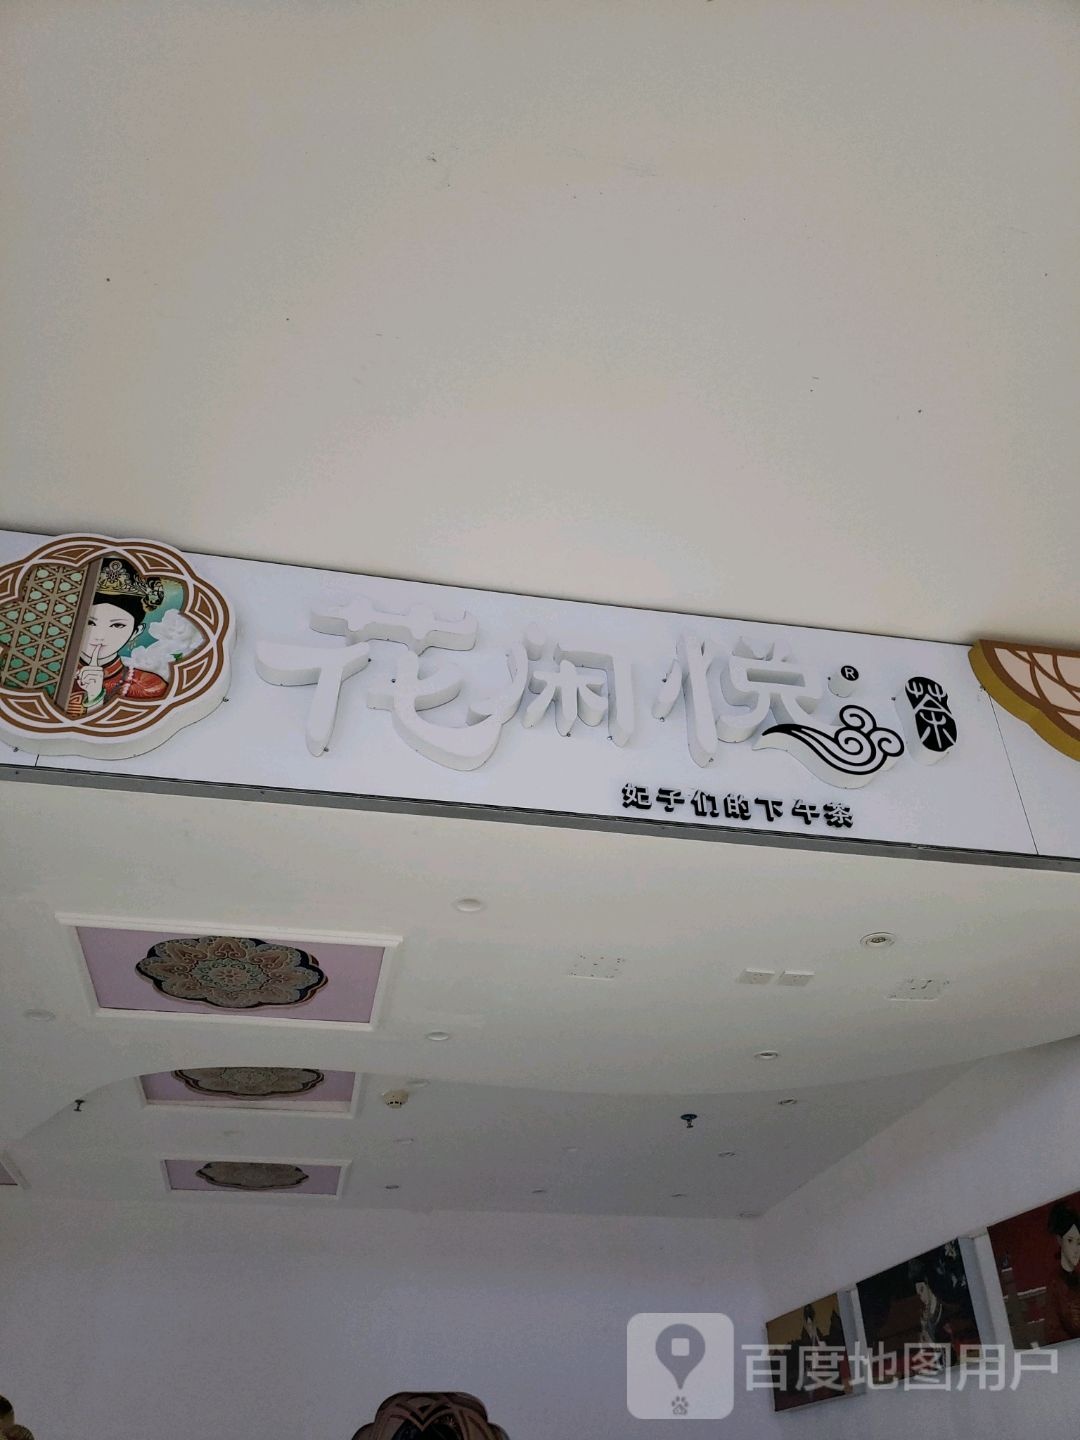 花闲悦
®
茶
妃子们的下午茶
百度地图用户